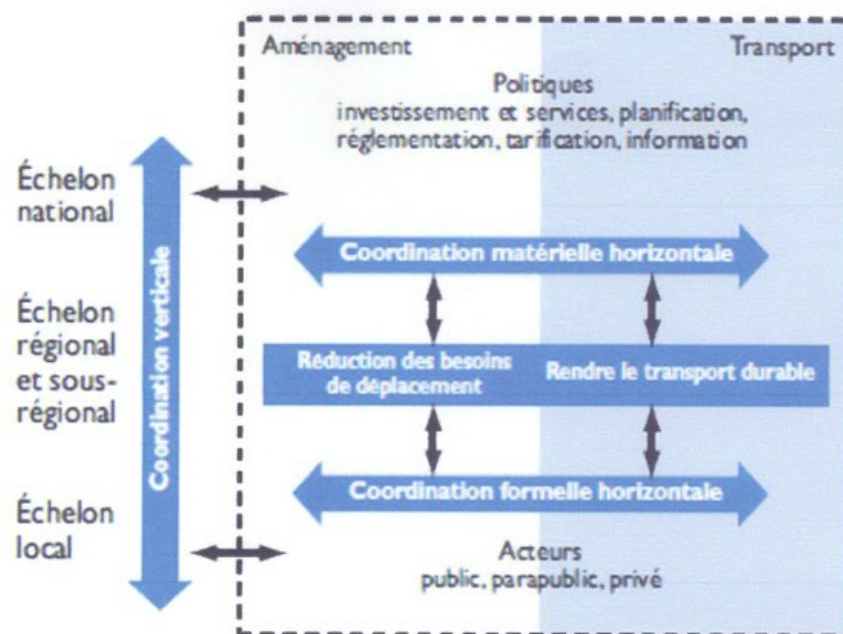 Aménagement
Transport
Politiques
investissement et services, planification,
réglementation, tarification, information
Échelon
national
Coordination matérielle horizontale
Échelon
régional
et sous-
régional
Coordination verticale
Réduction des besoins
de déplacement
Rendre le transport durable
Coordination formelle horizontale
Échelon
local
Acteurs
public, parapublic, privé